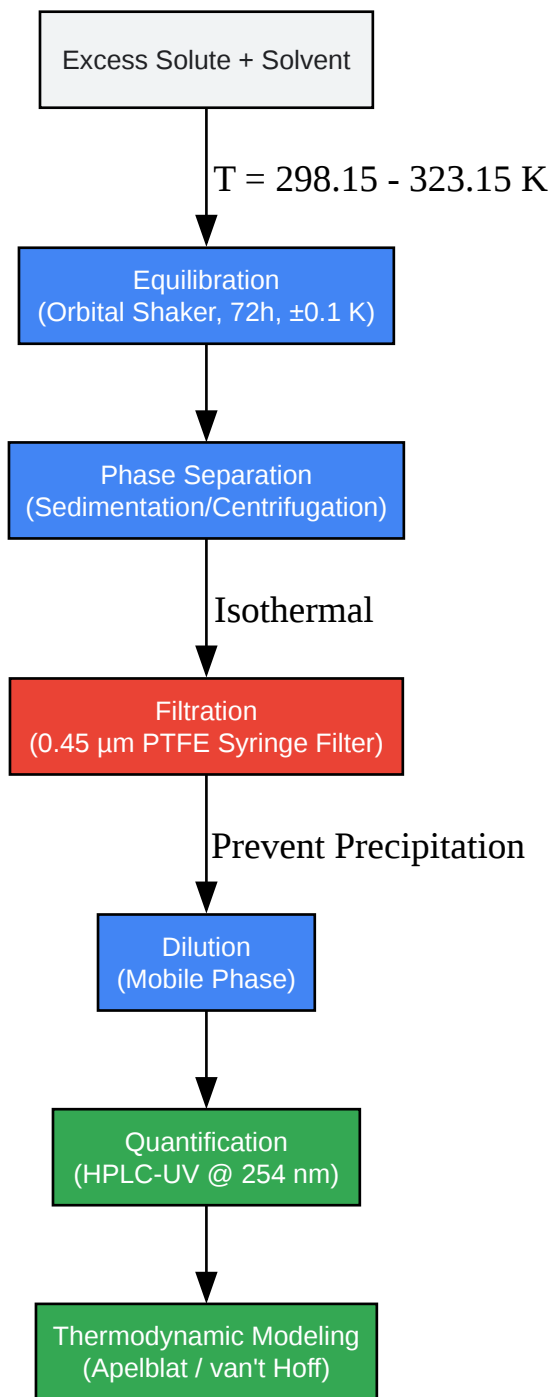 Excess Solute + Solvent
T = 298.15 - 323.15 K
Equilibration
(Orbital Shaker, 72h, ±0.1 K)
Phase Separation
(Sedimentation/Centrifugation)
Isothermal
Filtration
(0.45 µm PTFE Syringe Filter)
Prevent Precipitation
Dilution
(Mobile Phase)
Quantification
(HPLC-UV @ 254 nm)
Thermodynamic Modeling
(Apelblat / van't Hoff)